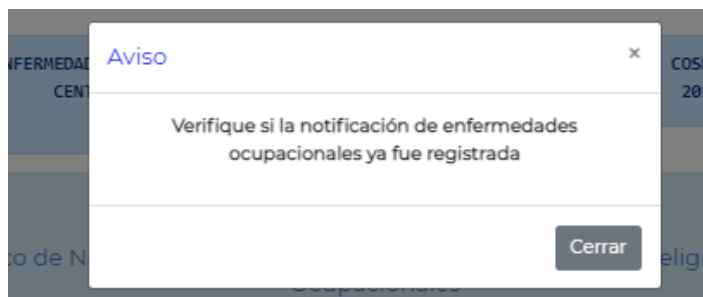 Aviso
×
Verifique si la notificación de enfermedades
ocupacionales ya fue registrada
Cerrar